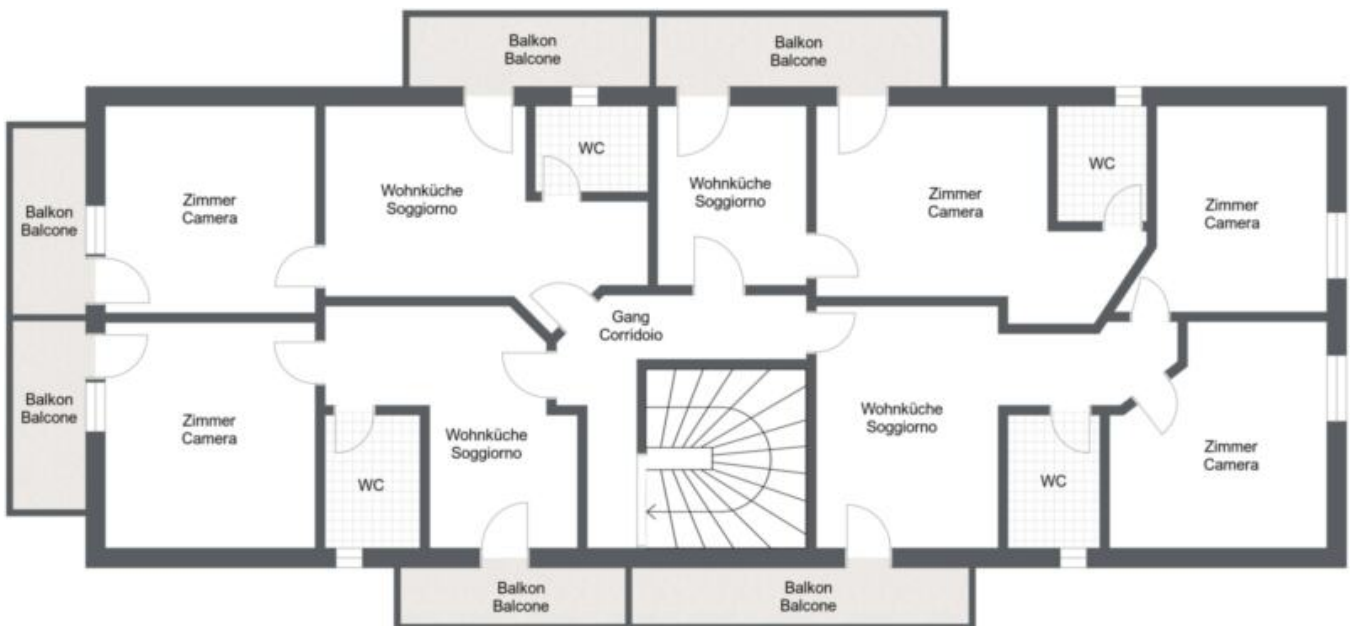 Balkon
Balcone
Balkon
Balcone
WC
WC
Zimmer
Camera
Wohnküche
Soggiorno
Wohnküche
Soggiorno
Zimmer
Camera
Zimmer
Camera
Balkon
Balcone
Gang
Corridoio
Balkon
Balcone
Zimmer
Camera
Wohnküche
Soggiorno
Wohnküche
Soggiorno
Zimmer
Camera
WC
WC
Balkon
Balcone
Balkon
Balcone